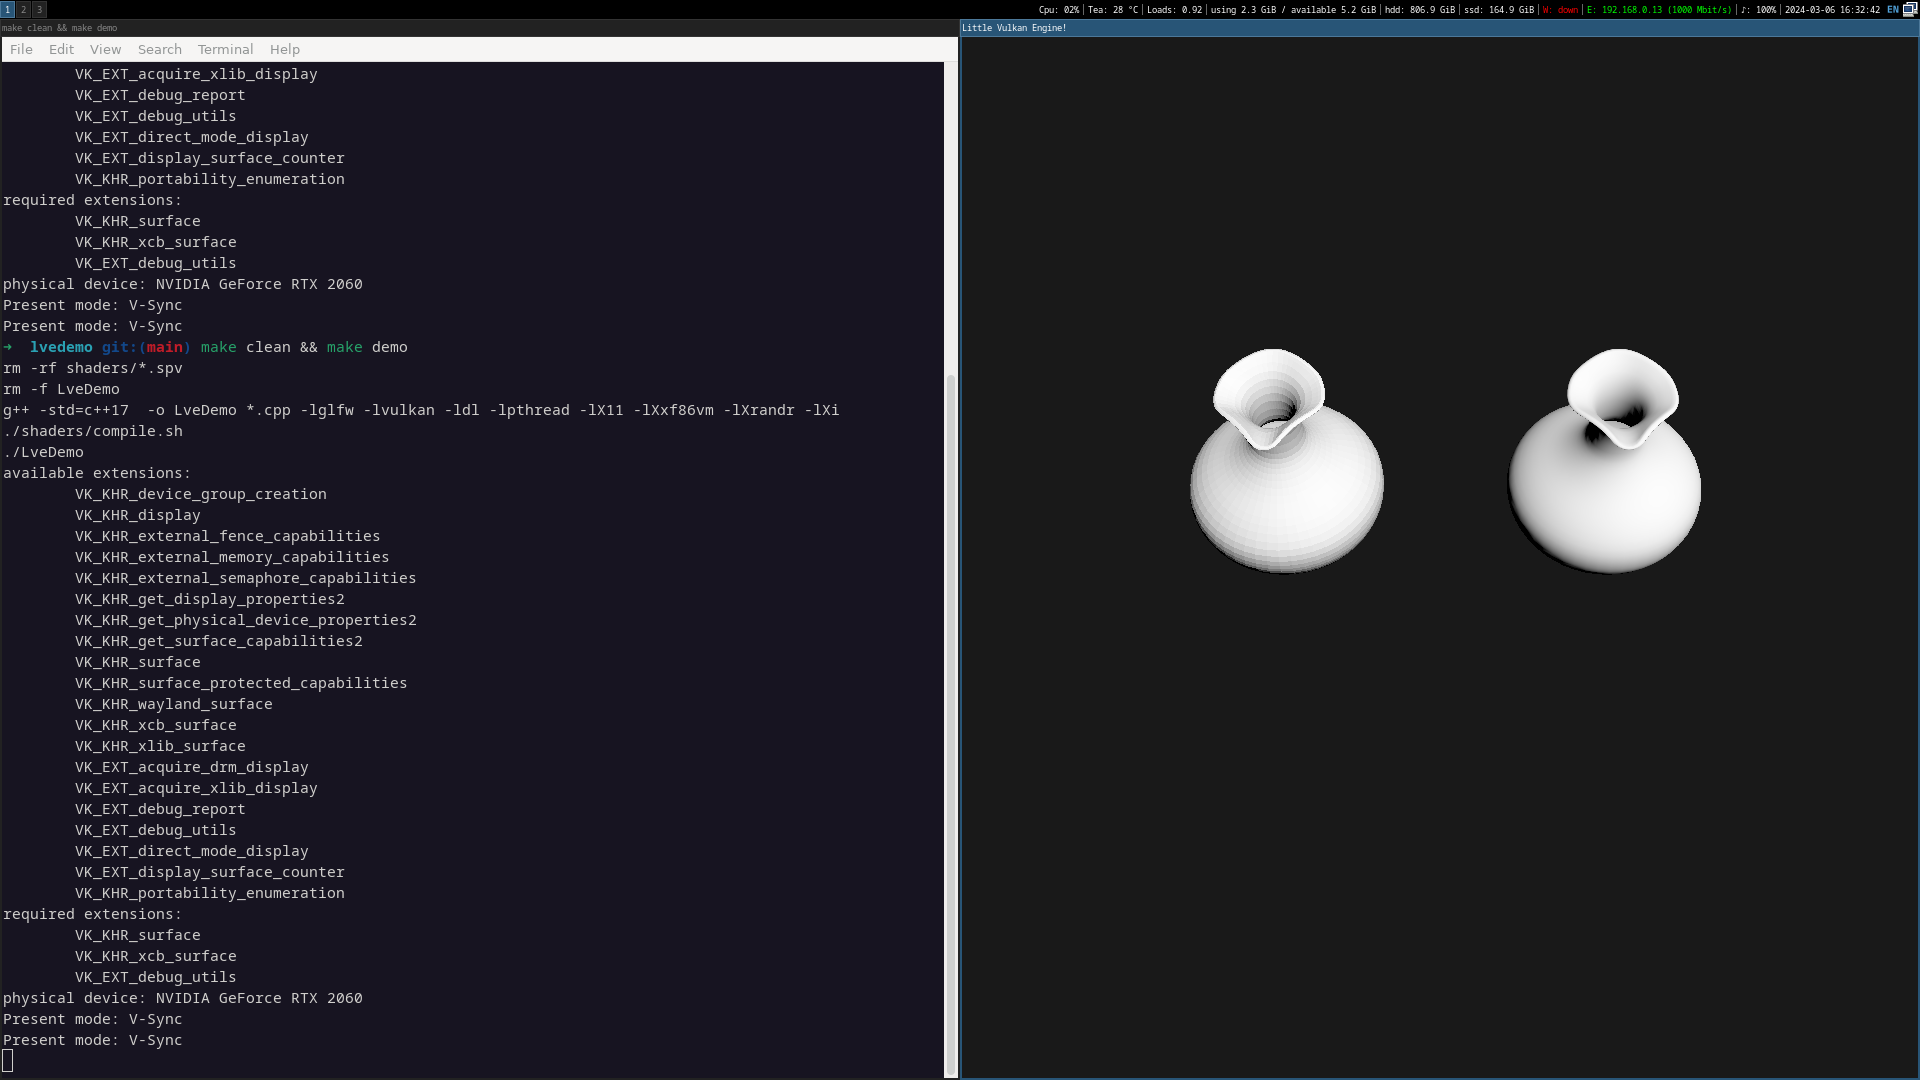 1 2 3 Cpu: 02% Tea: 28 °C Loads: 0.92 using 2.3 GiB / available 5.2 GiB hdd: 806.9 GiB ssd: 164.9 GiB W: down E: 192.168.0.13 (1000 Mbit/s) ♪: 100% 2024-03-06 16:32:42 EN
make clean && make demo
File Edit View Search Terminal Help
VK_EXT_acquire_xlib_display
VK_EXT_debug_report
VK_EXT_debug_utils
VK_EXT_direct_mode_display
VK_EXT_display_surface_counter
VK_KHR_portability_enumeration
required extensions:
VK_KHR_surface
VK_KHR_xcb_surface
VK_EXT_debug_utils
physical device: NVIDIA GeForce RTX 2060
Present mode: V-Sync
Present mode: V-Sync
➜ lvedemo git:(main) make clean && make demo
rm -rf shaders/*.spv
rm -f LveDemo
g++ -std=c++17  -o LveDemo *.cpp -lglfw -lvulkan -ldl -lpthread -lX11 -lXxf86vm -lXrandr -lXi
./shaders/compile.sh
./LveDemo
available extensions:
VK_KHR_device_group_creation
VK_KHR_display
VK_KHR_external_fence_capabilities
VK_KHR_external_memory_capabilities
VK_KHR_external_semaphore_capabilities
VK_KHR_get_display_properties2
VK_KHR_get_physical_device_properties2
VK_KHR_get_surface_capabilities2
VK_KHR_surface
VK_KHR_surface_protected_capabilities
VK_KHR_wayland_surface
VK_KHR_xcb_surface
VK_KHR_xlib_surface
VK_EXT_acquire_drm_display
VK_EXT_acquire_xlib_display
VK_EXT_debug_report
VK_EXT_debug_utils
VK_EXT_direct_mode_display
VK_EXT_display_surface_counter
VK_KHR_portability_enumeration
required extensions:
VK_KHR_surface
VK_KHR_xcb_surface
VK_EXT_debug_utils
physical device: NVIDIA GeForce RTX 2060
Present mode: V-Sync
Present mode: V-Sync
Little Vulkan Engine!